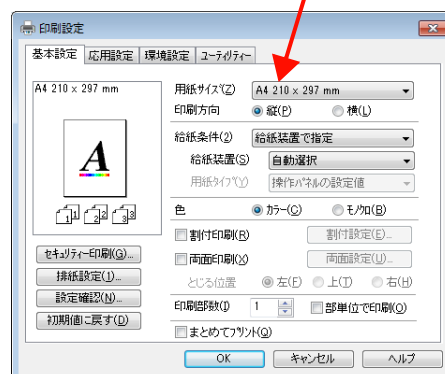 印刷設定
基本設定 応用設定 環境設定 ユーティリティー
A4 210 x 297 mm
A
1 1 2 2 3 3
セキュリティー印刷(G)...
排紙設定(J)...
設定確認(N)...
初期値に戻す(D)
用紙サイズ(Z) A4 210 x 297 mm
印刷方向 縦(P) 横(L)
給紙条件(2) 給紙装置で指定
給紙装置(S) 自動選択
用紙タイプ(Y) 操作パネルの設定値
色 カラー(C) モノクロ(B)
割付印刷(R) 割付設定(E)...
両面印刷(X) 両面設定(U)...
とじる位置 左(F) 上(T) 右(H)
印刷部数(I) 1 部単位で印刷(O)
まとめてプリント(Q)
OK キャンセル ヘルプ